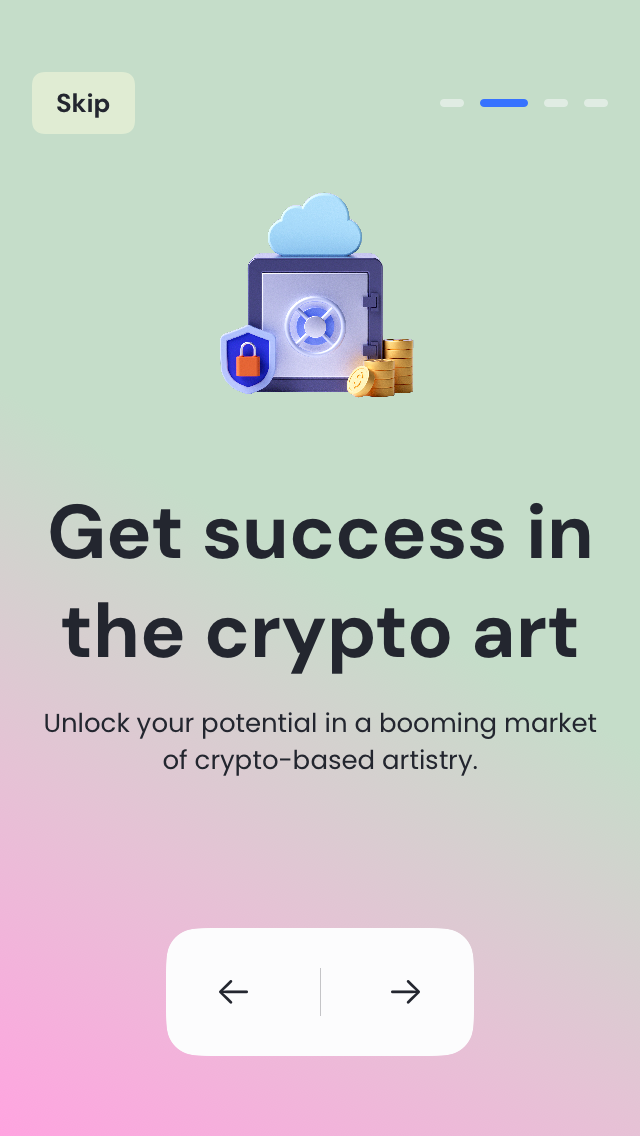 Skip
Get success in
the crypto art
Unlock your potential in a booming market
of crypto-based artistry.